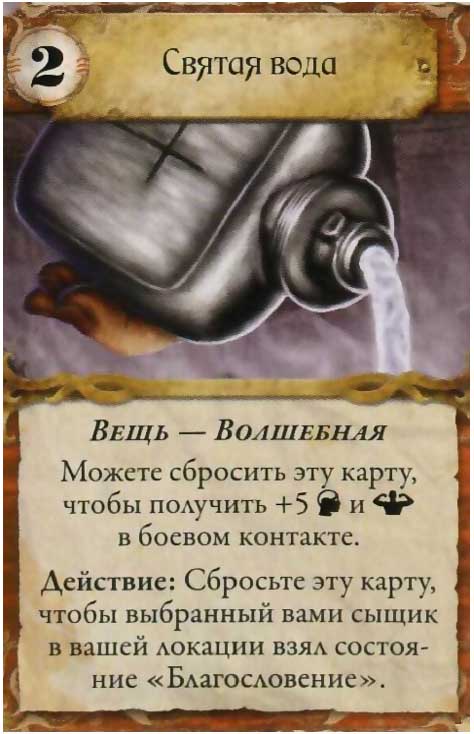 2
Святая вода
Вещь — Волшебная
Можете сбросить эту карту,
чтобы получить +5 и
в боевом контакте.
Действие: Сбросьте эту карту,
чтобы выбранный вами сыщик
в вашей локации взял состоя-
ние «Благословение».